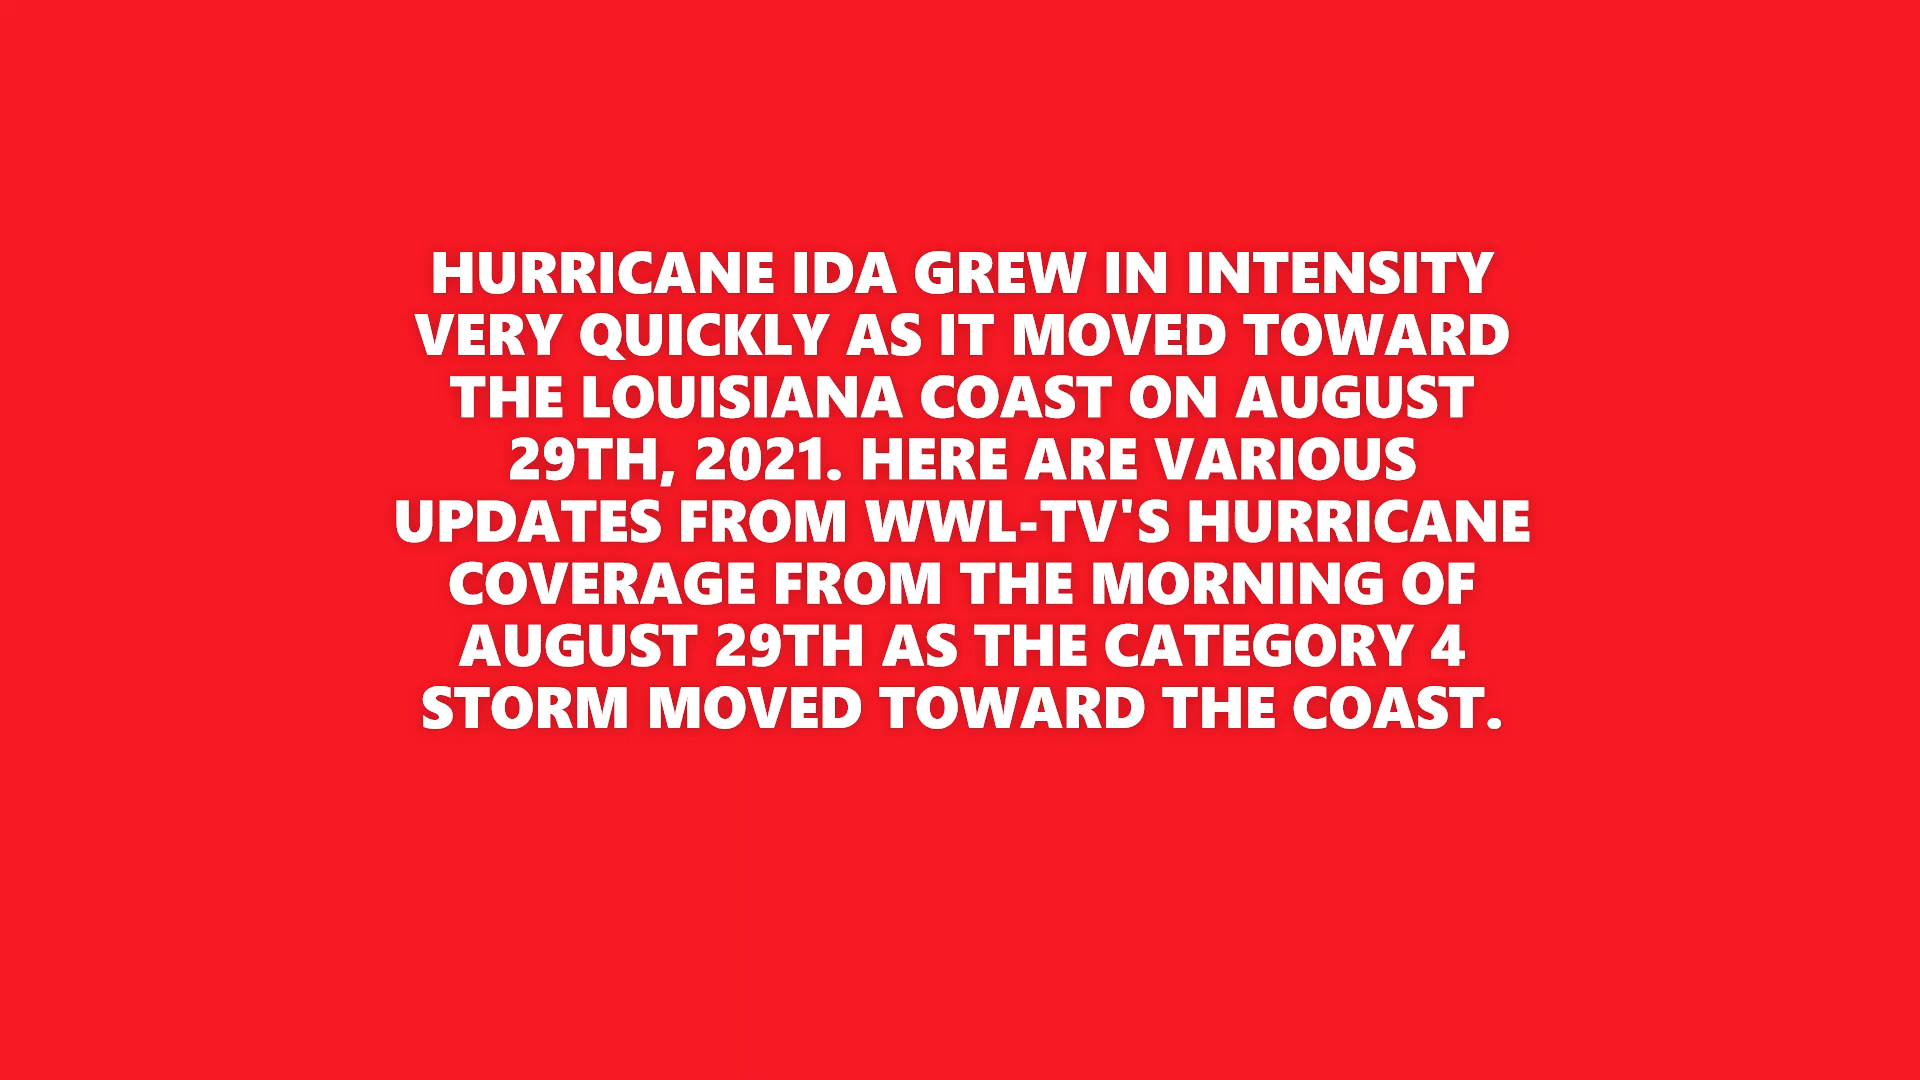 HURRICANE IDA GREW IN INTENSITY
VERY QUICKLY AS IT MOVED TOWARD
THE LOUISIANA COAST ON AUGUST
29TH, 2021. HERE ARE VARIOUS
UPDATES FROM WWL-TV'S HURRICANE
COVERAGE FROM THE MORNING OF
AUGUST 29TH AS THE CATEGORY 4
STORM MOVED TOWARD THE COAST.